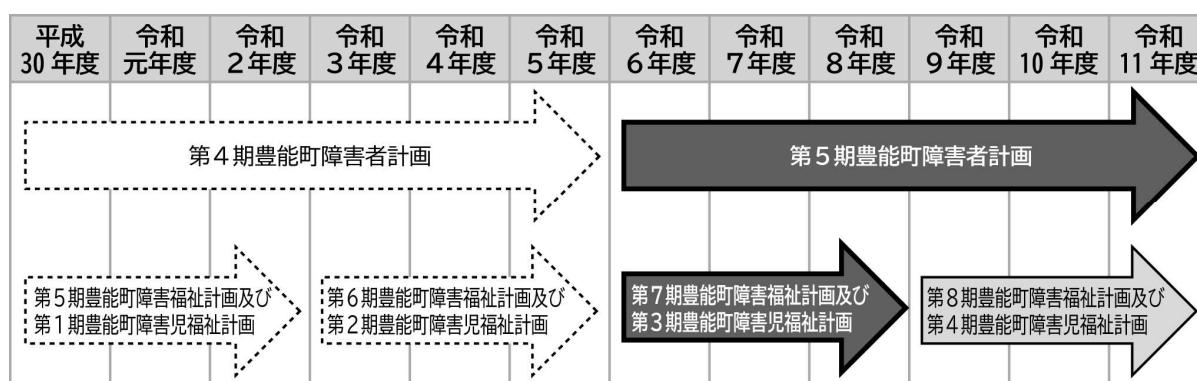 平成
30年度
令和
元年度
令和
2年度
令和
3年度
令和
4年度
令和
5年度
令和
6年度
令和
7年度
令和
8年度
令和
9年度
令和
10年度
令和
11年度
第4期豊能町障害者計画
第5期豊能町障害者計画
第5期豊能町障害福祉計画及び
第1期豊能町障害児福祉計画
第6期豊能町障害福祉計画及び
第2期豊能町障害児福祉計画
第7期豊能町障害福祉計画及び
第3期豊能町障害児福祉計画
第8期豊能町障害福祉計画及び
第4期豊能町障害児福祉計画